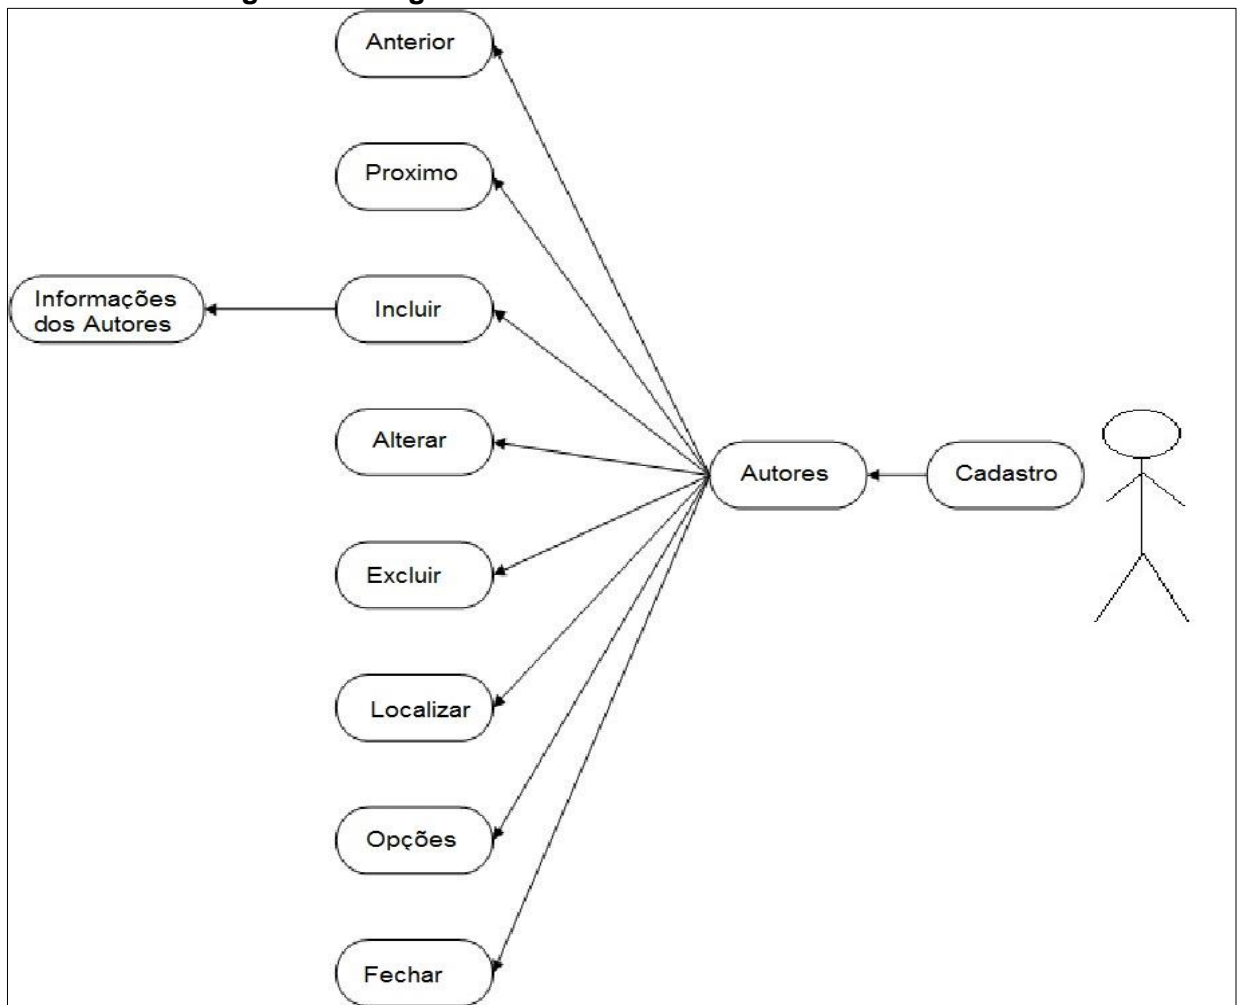 Anterior
Proximo
Informações
dos Autores
Incluir
Alterar
Autores
Cadastro
Excluir
Localizar
Opções
Fechar